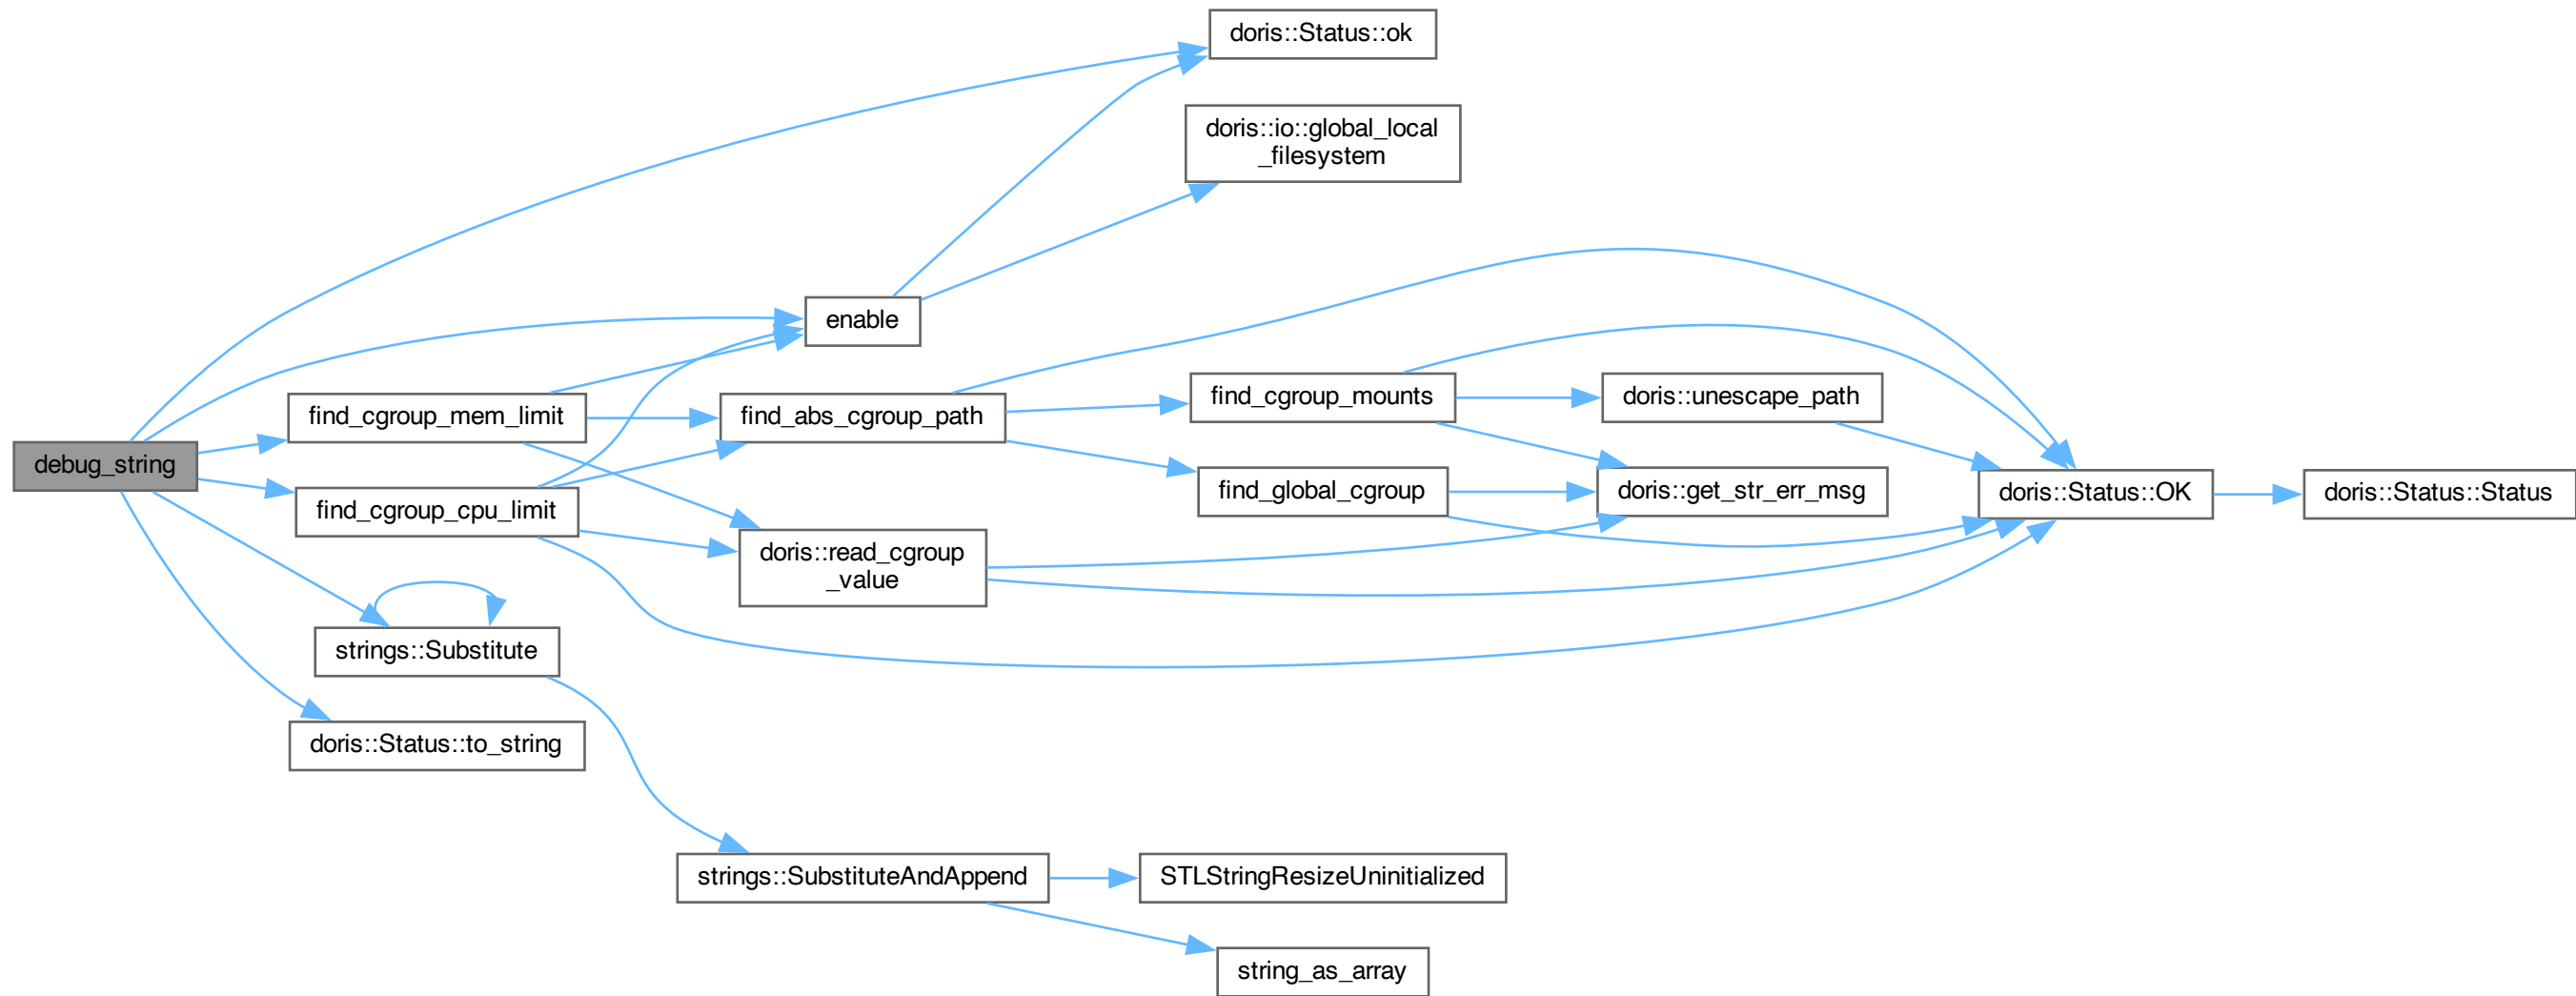 doris::Status::ok
doris::io::global_local
_filesystem
enable
find_cgroup_mem_limit
find_abs_cgroup_path
find_cgroup_mounts
doris::unescape_path
debug_string
find_cgroup_cpu_limit
find_global_cgroup
doris::get_str_err_msg
doris::Status::OK
doris::Status::Status
doris::read_cgroup
_value
strings::Substitute
doris::Status::to_string
strings::SubstituteAndAppend
STLStringResizeUninitialized
string_as_array